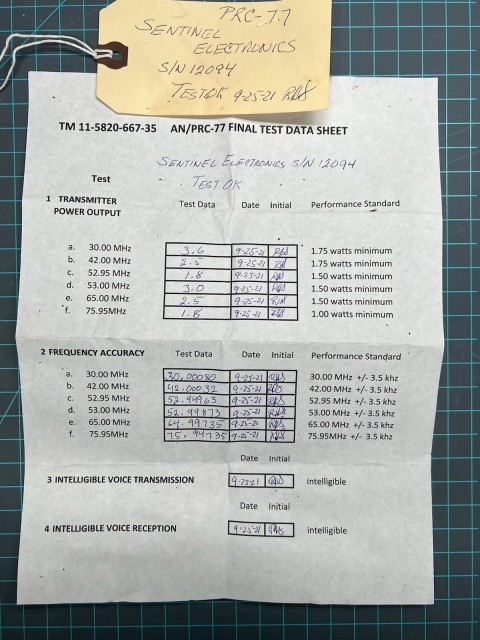 PRC-77
SENTINEL
ELECTRONICS
S/N 12094
TEST OK 9-25-21 RWS
TM 11-5820-667-35 AN/PRC-77 FINAL TEST DATA SHEET
SENTINEL ELECTRONICS S/N 12094
Test TEST OK
1 TRANSMITTER Test Data Date Initial Performance Standard
POWER OUTPUT
a. 30.00 MHz 3.6 9-25-21 1.75 watts minimum
b. 42.00 MHz 2.5 9-25-21 1.75 watts minimum
c. 52.95 MHz 1.8 9-25-21 1.50 watts minimum
d. 53.00 MHz 3.0 9-25-21 1.50 watts minimum
e. 65.00 MHz 2.5 9-25-21 1.50 watts minimum
f. 75.95MHz 1.8 9-25-21 1.00 watts minimum
2 FREQUENCY ACCURACY Test Data Date Initial Performance Standard
a. 30.00 MHz 30.00080 9-25-21 30.00 MHz +/- 3.5 khz
b. 42.00 MHz 42.00032 9-25-21 42.00 MHz +/- 3.5 khz
c. 52.95 MHz 52.94963 9-25-21 52.95 MHz +/- 3.5 khz
d. 53.00 MHz 52.99873 9-25-21 53.00 MHz +/- 3.5 khz
e. 65.00 MHz 64.99735 9-25-21 65.00 MHz +/- 3.5 khz
f. 75.95MHz 75.94735 9-25-21 75.95MHz +/- 3.5 khz
Date Initial
3 INTELLIGIBLE VOICE TRANSMISSION 9-25-21 intelligible
Date Initial
4 INTELLIGIBLE VOICE RECEPTION 9-25-21 intelligible